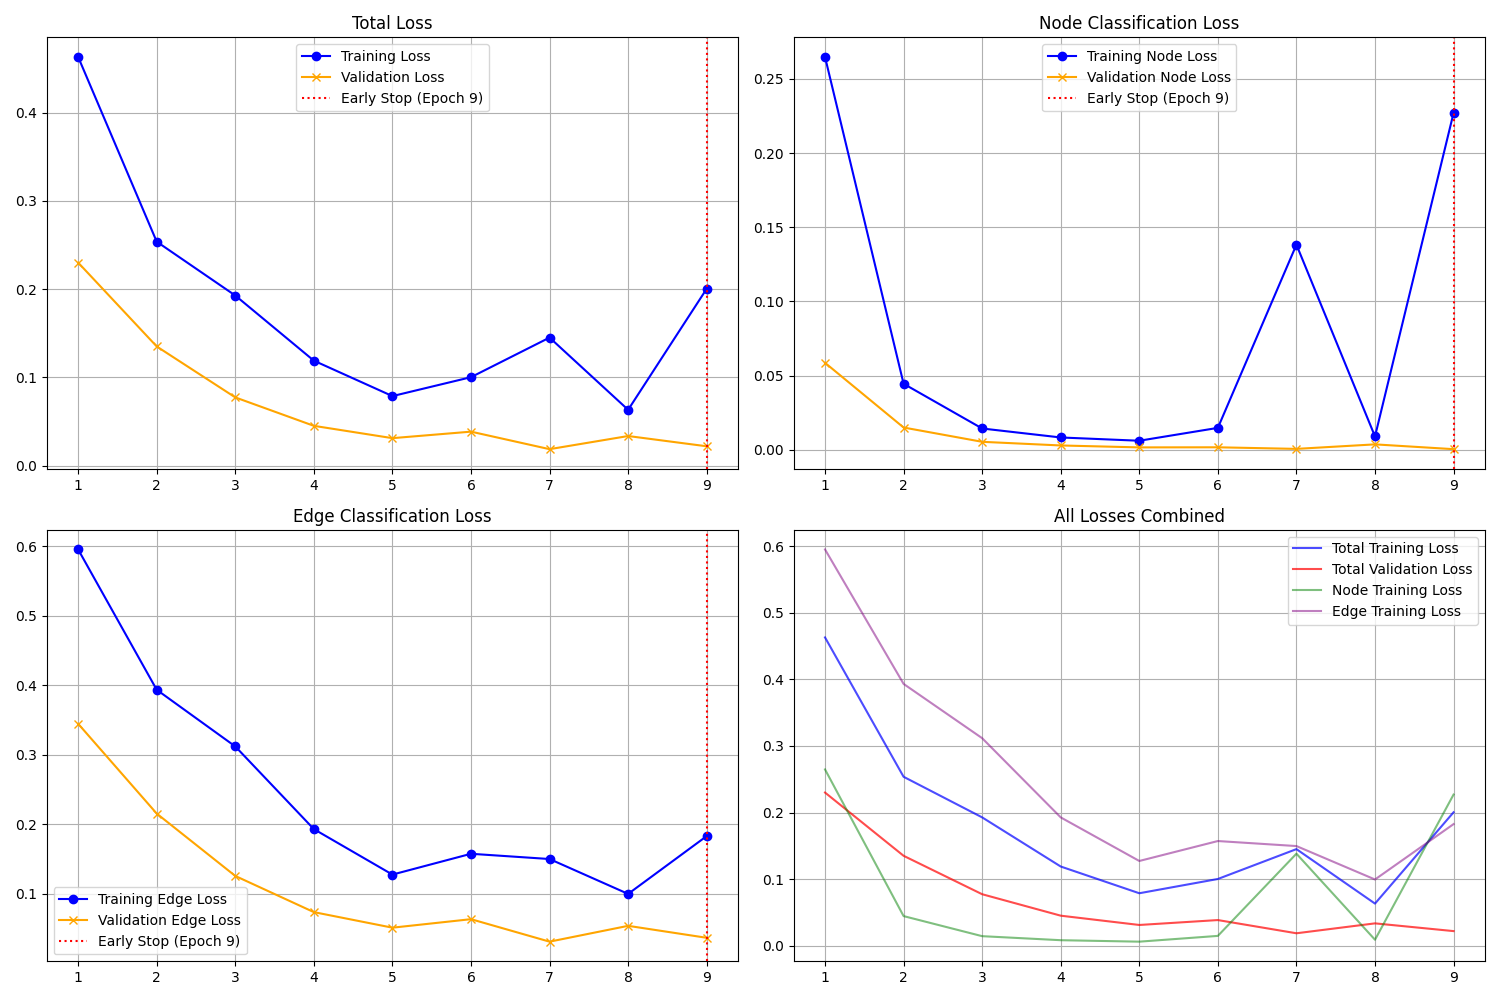 Total Loss
Training Loss
Validation Loss
Early Stop (Epoch 9)
0.4
0.3
0.2
0.1
0.0
1 2 3 4 5 6 7 8 9
Node Classification Loss
Training Node Loss
Validation Node Loss
Early Stop (Epoch 9)
0.25
0.20
0.15
0.10
0.05
0.00
1 2 3 4 5 6 7 8 9
Edge Classification Loss
0.6
0.5
0.4
0.3
0.2
0.1
Training Edge Loss
Validation Edge Loss
Early Stop (Epoch 9)
1 2 3 4 5 6 7 8 9
All Losses Combined
Total Training Loss
Total Validation Loss
Node Training Loss
Edge Training Loss
0.6
0.5
0.4
0.3
0.2
0.1
0.0
1 2 3 4 5 6 7 8 9